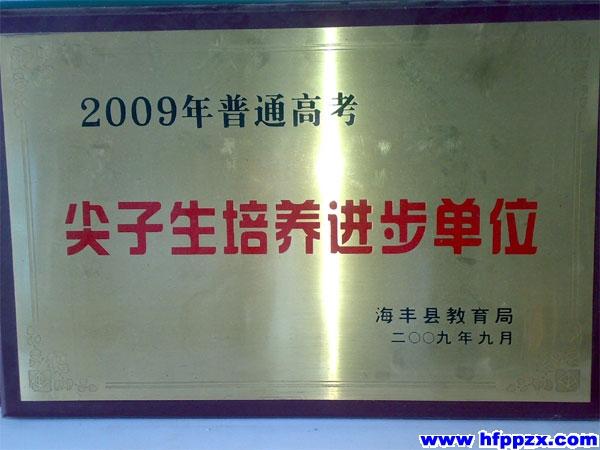 2009年普通高考
尖子生培养进步单位
海丰县教育局
二〇〇九年九月
www.hfppzx.com